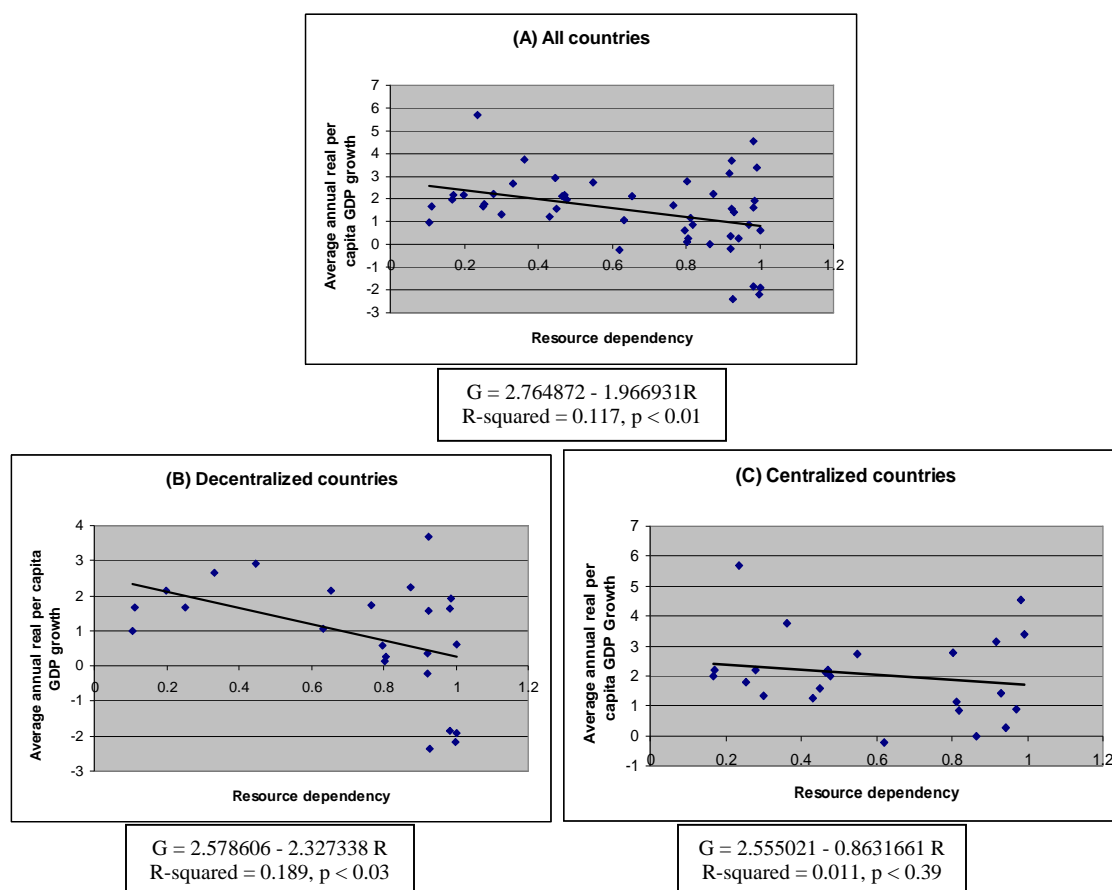 (A) All countries
7
6
5
4
3
2
1
0
-1
-2
-3
0 0.2 0.4 0.6 0.8 1 1.2
Average annual real per
capita GDP growth
Resource dependency
G = 2.764872 - 1.966931R
R-squared = 0.117, p < 0.01
(B) Decentralized countries
4
3
2
1
0
-1
-2
-3
0 0.2 0.4 0.6 0.8 1 1.2
Average annual real per capita
GDP growth
Resource dependency
G = 2.578606 - 2.327338 R
R-squared = 0.189, p < 0.03
(C) Centralized countries
7
6
5
4
3
2
1
0
-1
0 0.2 0.4 0.6 0.8 1 1.2
Average annual real per
capita GDP Growth
Resource dependency
G = 2.555021 - 0.8631661 R
R-squared = 0.011, p < 0.39